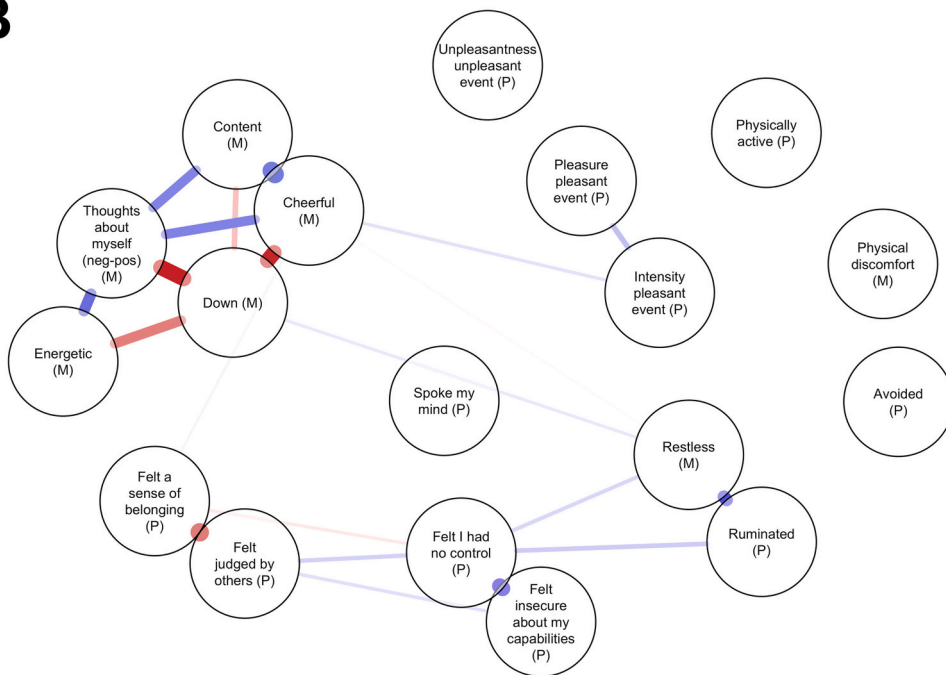 B
Unpleasantness
unpleasant
event (P)
Content
(M)
Physically
active (P)
Pleasure
pleasant
event (P)
Cheerful
(M)
Thoughts
about
myself
(neg-pos)
(M)
Physical
discomfort
(M)
Intensity
pleasant
event (P)
Down (M)
Energetic
(M)
Spoke my
mind (P)
Avoided
(P)
Restless
(M)
Felt a
sense of
belonging
(P)
Felt I had
no control
(P)
Ruminated
(P)
Felt
judged by
others (P)
Felt
insecure
about my
capabilities
(P)